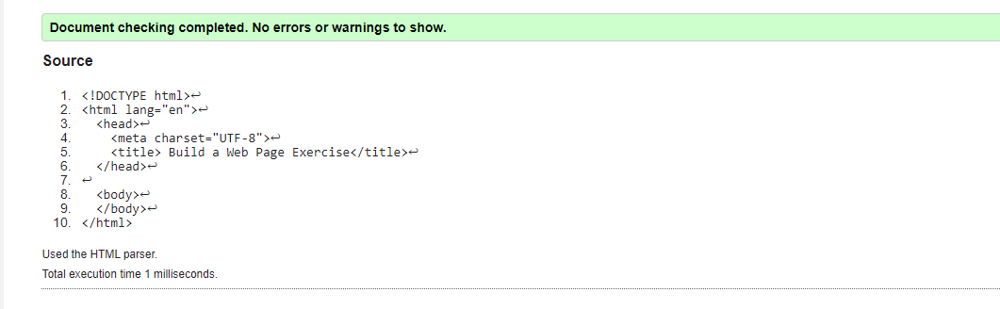 Document checking completed. No errors or warnings to show.
Source
1. <!DOCTYPE html>↩
2. <html lang="en">↩
3.   <head>↩
4.     <meta charset="UTF-8">↩
5.     <title> Build a Web Page Exercise</title>↩
6.   </head>↩
7. ↩
8.   <body>↩
9.   </body>↩
10. </html>
Used the HTML parser.
Total execution time 1 milliseconds.